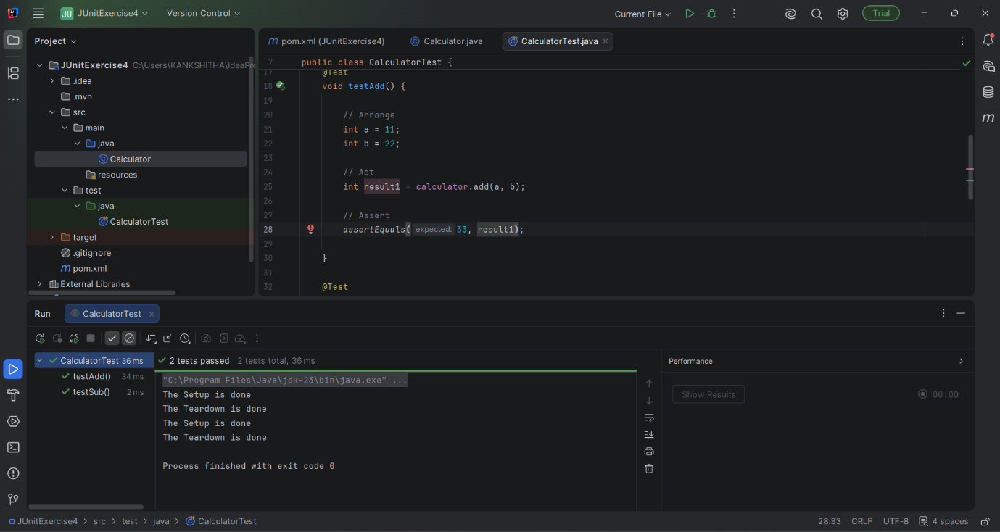 JU JUnitExercise4 Version Control Current File Trial
Project
JUnitExercise4 C:\Users\KANKSHITHA\IdeaPro
.idea
.mvn
src
main
java
Calculator
resources
test
java
CalculatorTest
target
.gitignore
m pom.xml
External Libraries
m pom.xml (JUnitExercise4) Calculator.java CalculatorTest.java
7 public class CalculatorTest {
17 @Test
18 void testAdd() {
19
20 // Arrange
21 int a = 11;
22 int b = 22;
23
24 // Act
25 int result1 = calculator.add(a, b);
26
27 // Assert
28 assertEquals( expected: 33, result1);
29
30 }
31
32 @Test
Run CalculatorTest
CalculatorTest 36 ms
testAdd() 34 ms
testSub() 2 ms
2 tests passed 2 tests total, 36 ms
"C:\Program Files\Java\jdk-23\bin\java.exe" ...
The Setup is done
The Teardown is done
The Setup is done
The Teardown is done
Process finished with exit code 0
Performance
Show Results 00:00
JUnitExercise4 > src > test > java > CalculatorTest 28:33 CRLF UTF-8 4 spaces